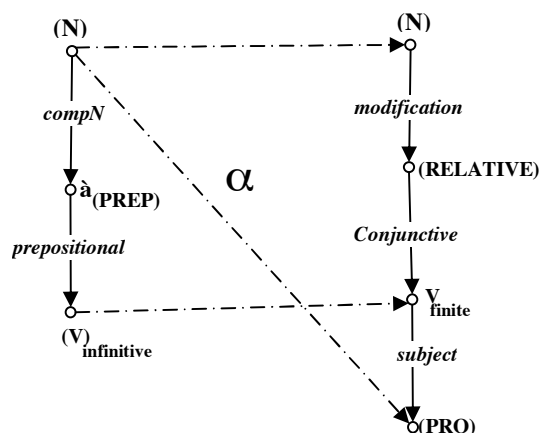 (N) (N)
compN modification
à(PREP) α (RELATIVE)
prepositional Conjunctive
(V)infinitive Vfinite
subject
(PRO)